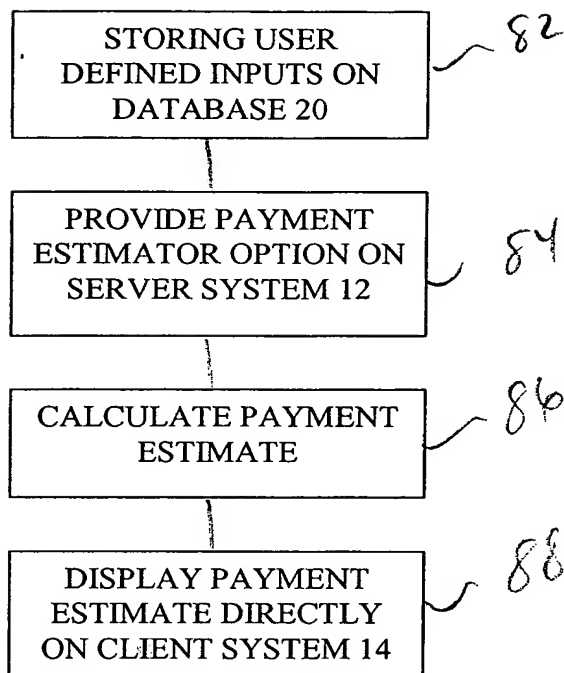 STORING USER
DEFINED INPUTS ON
DATABASE 20
82
PROVIDE PAYMENT
ESTIMATOR OPTION ON
SERVER SYSTEM 12
84
CALCULATE PAYMENT
ESTIMATE
86
DISPLAY PAYMENT
ESTIMATE DIRECTLY
ON CLIENT SYSTEM 14
88